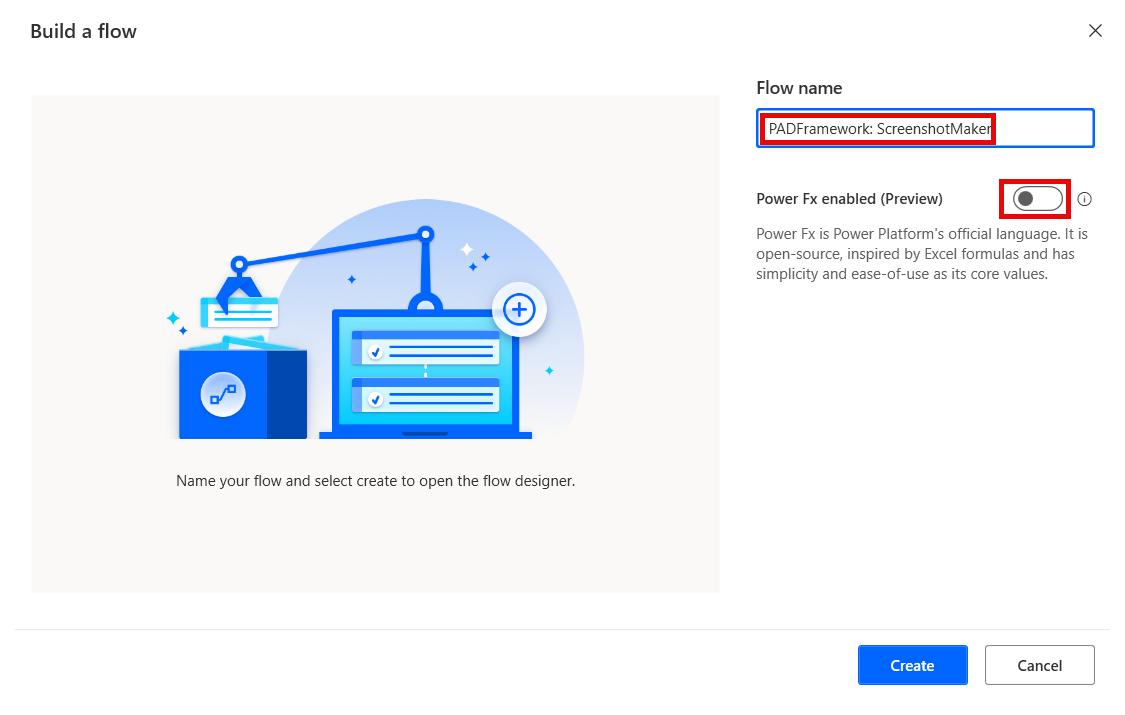 Build a flow
Flow name
PADFramework: ScreenshotMaker
Power Fx enabled (Preview)
Power Fx is Power Platform's official language. It is
open-source, inspired by Excel formulas and has
simplicity and ease-of-use as its core values.
Name your flow and select create to open the flow designer.
Create
Cancel